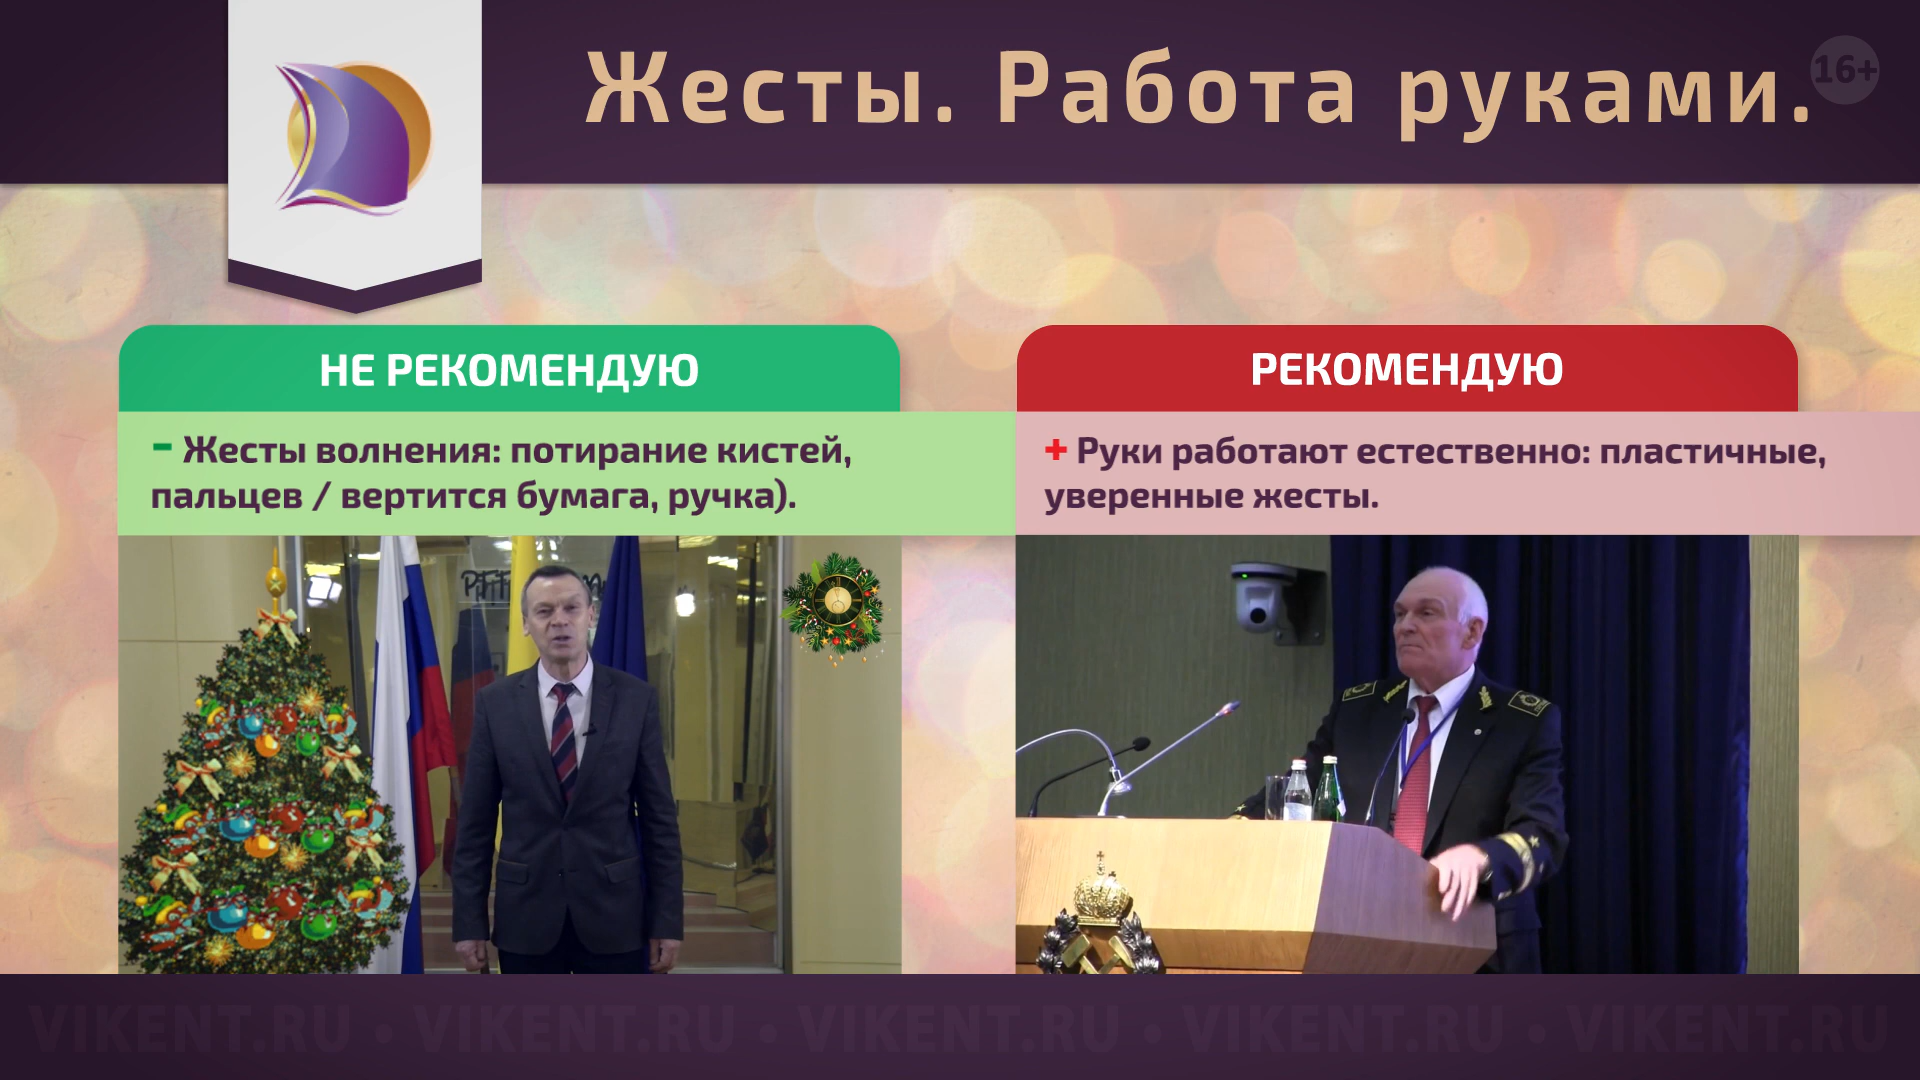 Жесты. Работа руками.
16+
НЕ РЕКОМЕНДУЮ
- Жесты волнения: потирание кистей,
пальцев / вертится бумага, ручка).
РЕКОМЕНДУЮ
+ Руки работают естественно: пластичные,
уверенные жесты.
VIKENT.RU • VIKENT.RU • VIKENT.RU • VIKENT.RU • VIKENT.RU